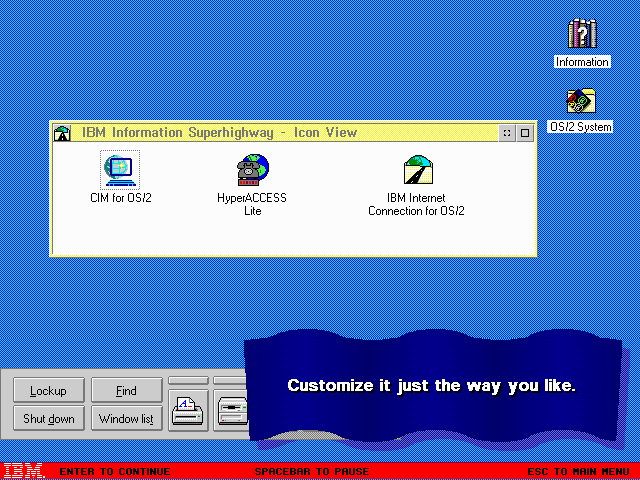 Information
OS/2 System
IBM Information Superhighway - Icon View
CIM for OS/2
HyperACCESS
Lite
IBM Internet
Connection for OS/2
Customize it just the way you like.
Lockup
Find
Shut down
Window list
IBM.
ENTER TO CONTINUE
SPACEBAR TO PAUSE
ESC TO MAIN MENU